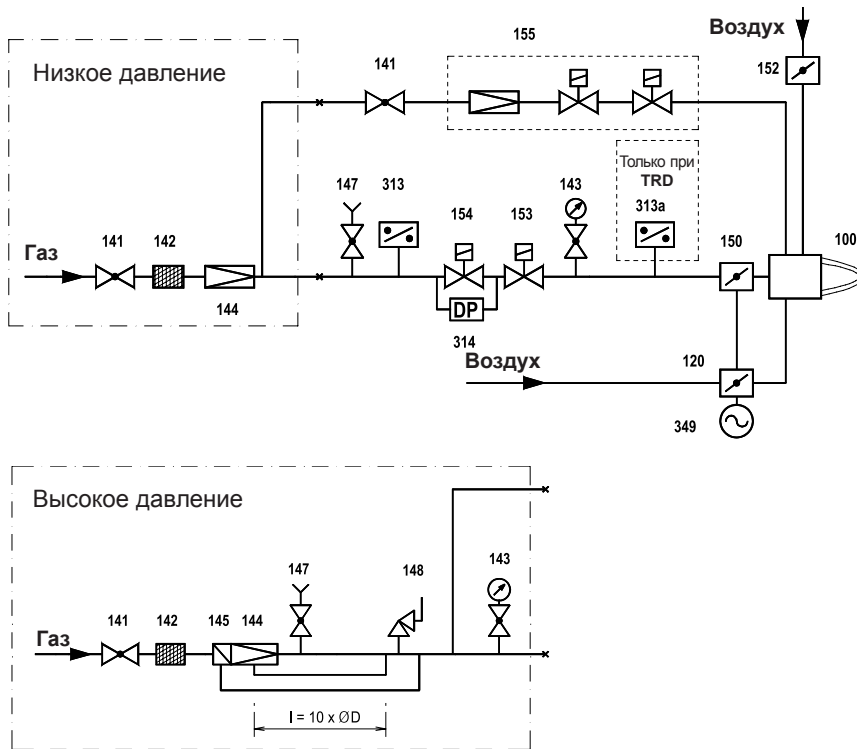 Воздух
155
152
Низкое давление
141
Только при
TRD
147
313
154
153
143
313a
141
142
Газ
150
100
144
DP
314
Воздух
120
349
Высокое давление
147
148
143
141
142
145
144
Газ
l = 10 x ØD